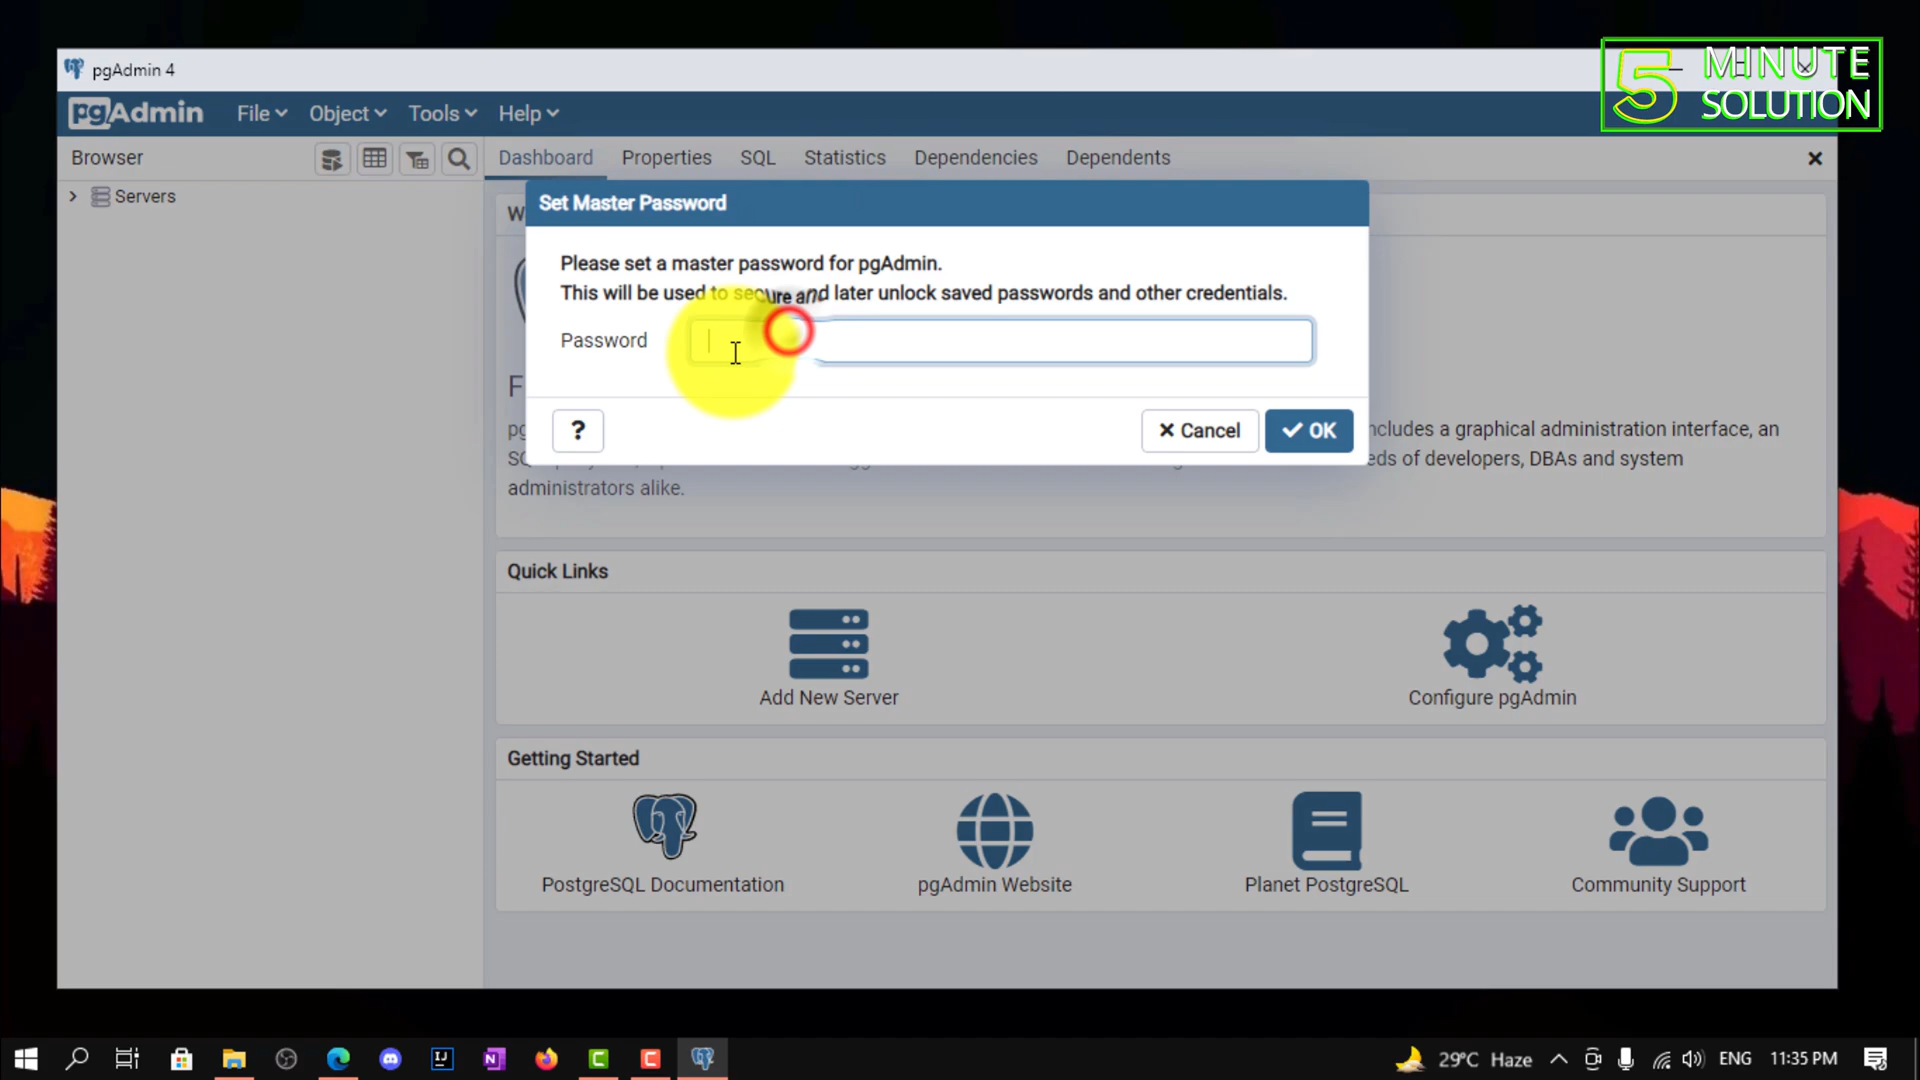 5 MINUTE
SOLUTION
pgAdmin 4
pgAdmin File Object Tools Help
Browser
Dashboard Properties SQL Statistics Dependencies Dependents
Servers
W
Set Master Password
Please set a master password for pgAdmin.
This will be used to secure and later unlock saved passwords and other credentials.
Password
F
? Cancel OK
pg ncludes a graphical administration interface, an
SQ eds of developers, DBAs and system
administrators alike.
Quick Links
Add New Server Configure pgAdmin
Getting Started
PostgreSQL Documentation pgAdmin Website Planet PostgreSQL Community Support
29°C Haze ENG 11:35 PM